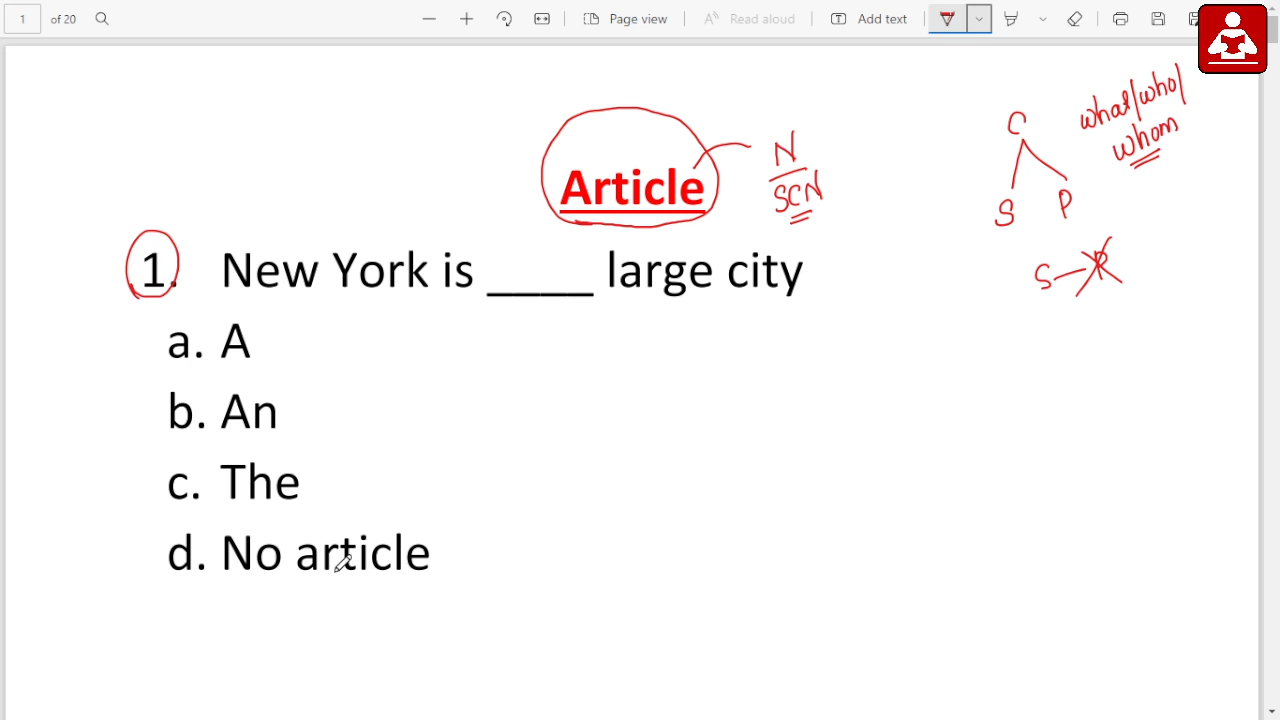 1 of 20 Page view Read aloud Add text
what/who/
whom
C
S P
Article
N
SCN
S
1. New York is ____ large city
a. A
b. An
c. The
d. No article